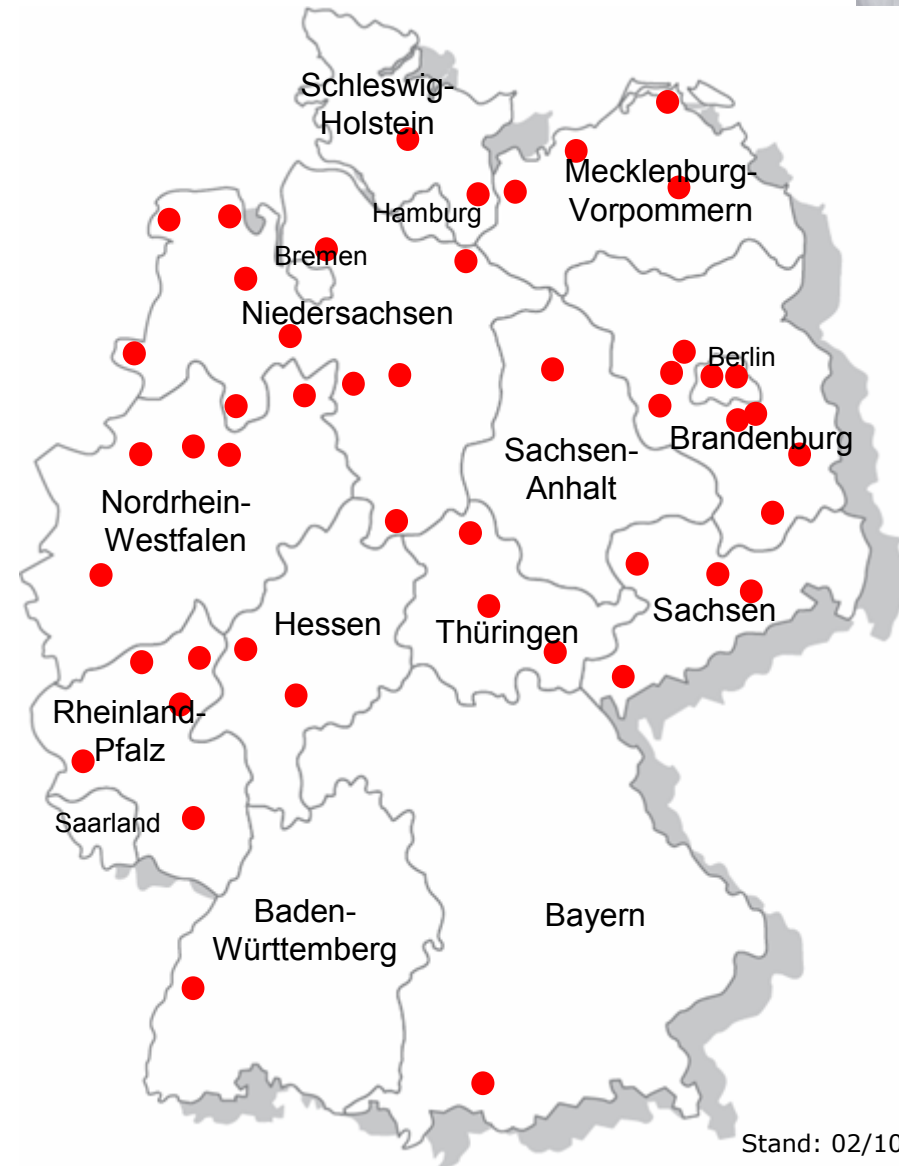 Schleswig-
Holstein
Mecklenburg-
Vorpommern
Hamburg
Bremen
Niedersachsen
Berlin
Brandenburg
Sachsen-
Anhalt
Nordrhein-
Westfalen
Hessen
Thüringen
Sachsen
Rheinland-
Pfalz
Saarland
Baden-
Württemberg
Bayern
Stand: 02/10